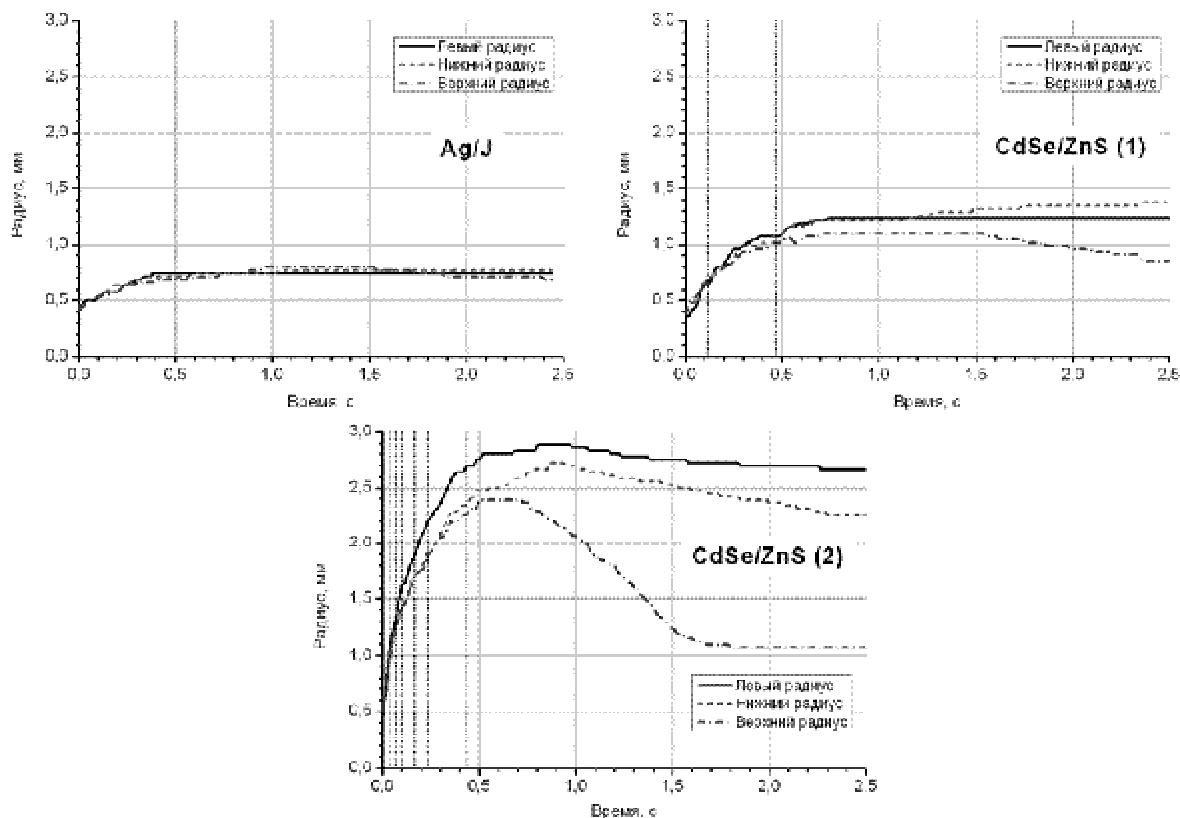 3,0
2,5
2,0
1,5
1,0
0,5
0,0
Радиус, мм
Левый радиус
Нижний радиус
Верхний радиус
Ag/J
0,0 0,5 1,0 1,5 2,0 2,5
Время, с
3,0
2,5
2,0
1,5
1,0
0,5
0,0
Радиус, мм
Левый радиус
Нижний радиус
Верхний радиус
CdSe/ZnS (1)
0,0 0,5 1,0 1,5 2,0 2,5
Время, с
3,0
2,5
2,0
1,5
1,0
0,5
0,0
Радиус, мм
CdSe/ZnS (2)
Левый радиус
Нижний радиус
Верхний радиус
0,0 0,5 1,0 1,5 2,0 2,5
Время, с